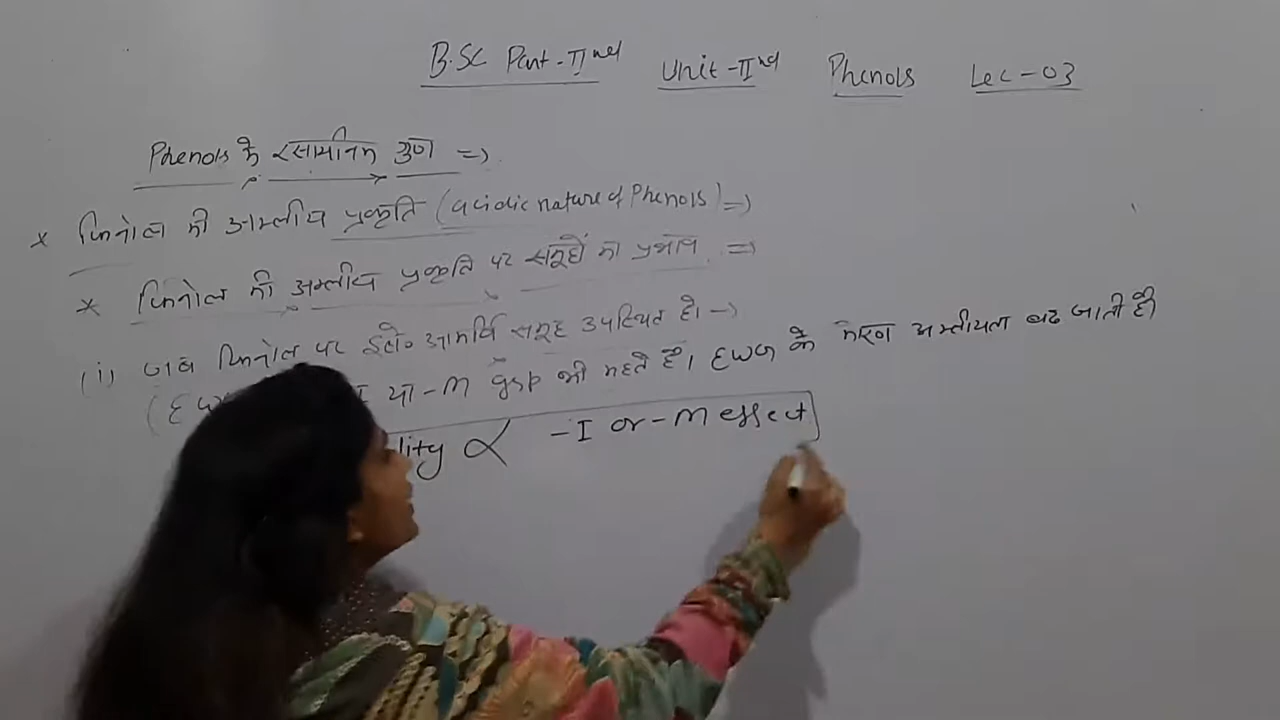 B.SC Part-IInd Unit-IInd Phenols Lec-03
Phenols के रसायनिक गुण =>
* फिनोल की अम्लीय प्रकृति (acidic nature of Phenols) =>
* फिनोल की अम्लीय प्रकृति पर समूहों का प्रभाव =>
(i) जब फिनोल पर इले० आकर्षि समूह उपस्थित हो ->
या -M grp भी कहते हैं। EWG के कारण अम्लीयता बढ जाती है।
∝ -I or -M effect